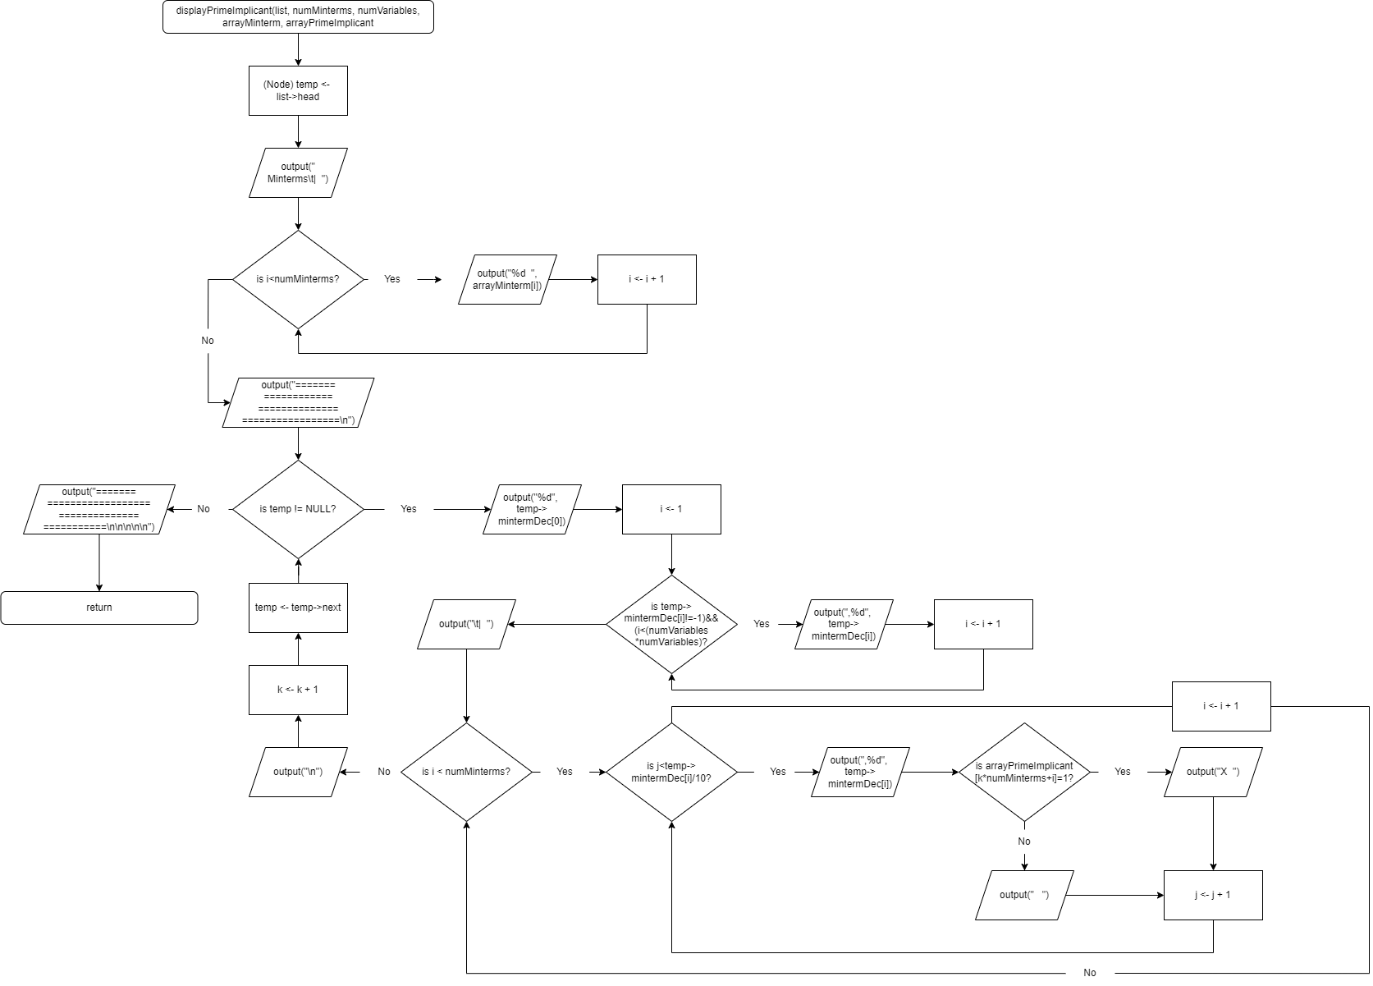 displayPrimeImplicant(list, numMinterms, numVariables,
arrayMinterm, arrayPrimeImplicant
(Node) temp <-
list->head
output("
Minterms\t|  ")
is i<numMinterms?
Yes
output("%d  ",
arrayMinterm[i])
i <- i + 1
No
output("=======
============
==============
=================\n")
is temp != NULL?
No
output("=======
==================
==============
===========\n\n\n\n\n")
return
Yes
output("%d",
temp->
mintermDec[0])
i <- 1
is temp->
mintermDec[i]!=-1)&&
(i<(numVariables
*numVariables)?
Yes
output(",%d",
temp->
mintermDec[i])
i <- i + 1
output("\t|  ")
temp <- temp->next
k <- k + 1
output("\n")
No
is i < numMinterms?
Yes
is j<temp->
mintermDec[i]/10?
Yes
output(",%d",
temp->
mintermDec[i])
is arrayPrimeImplicant
[k*numMinterms+i]=1?
Yes
output("X  ")
i <- i + 1
No
output("   ")
j <- j + 1
No